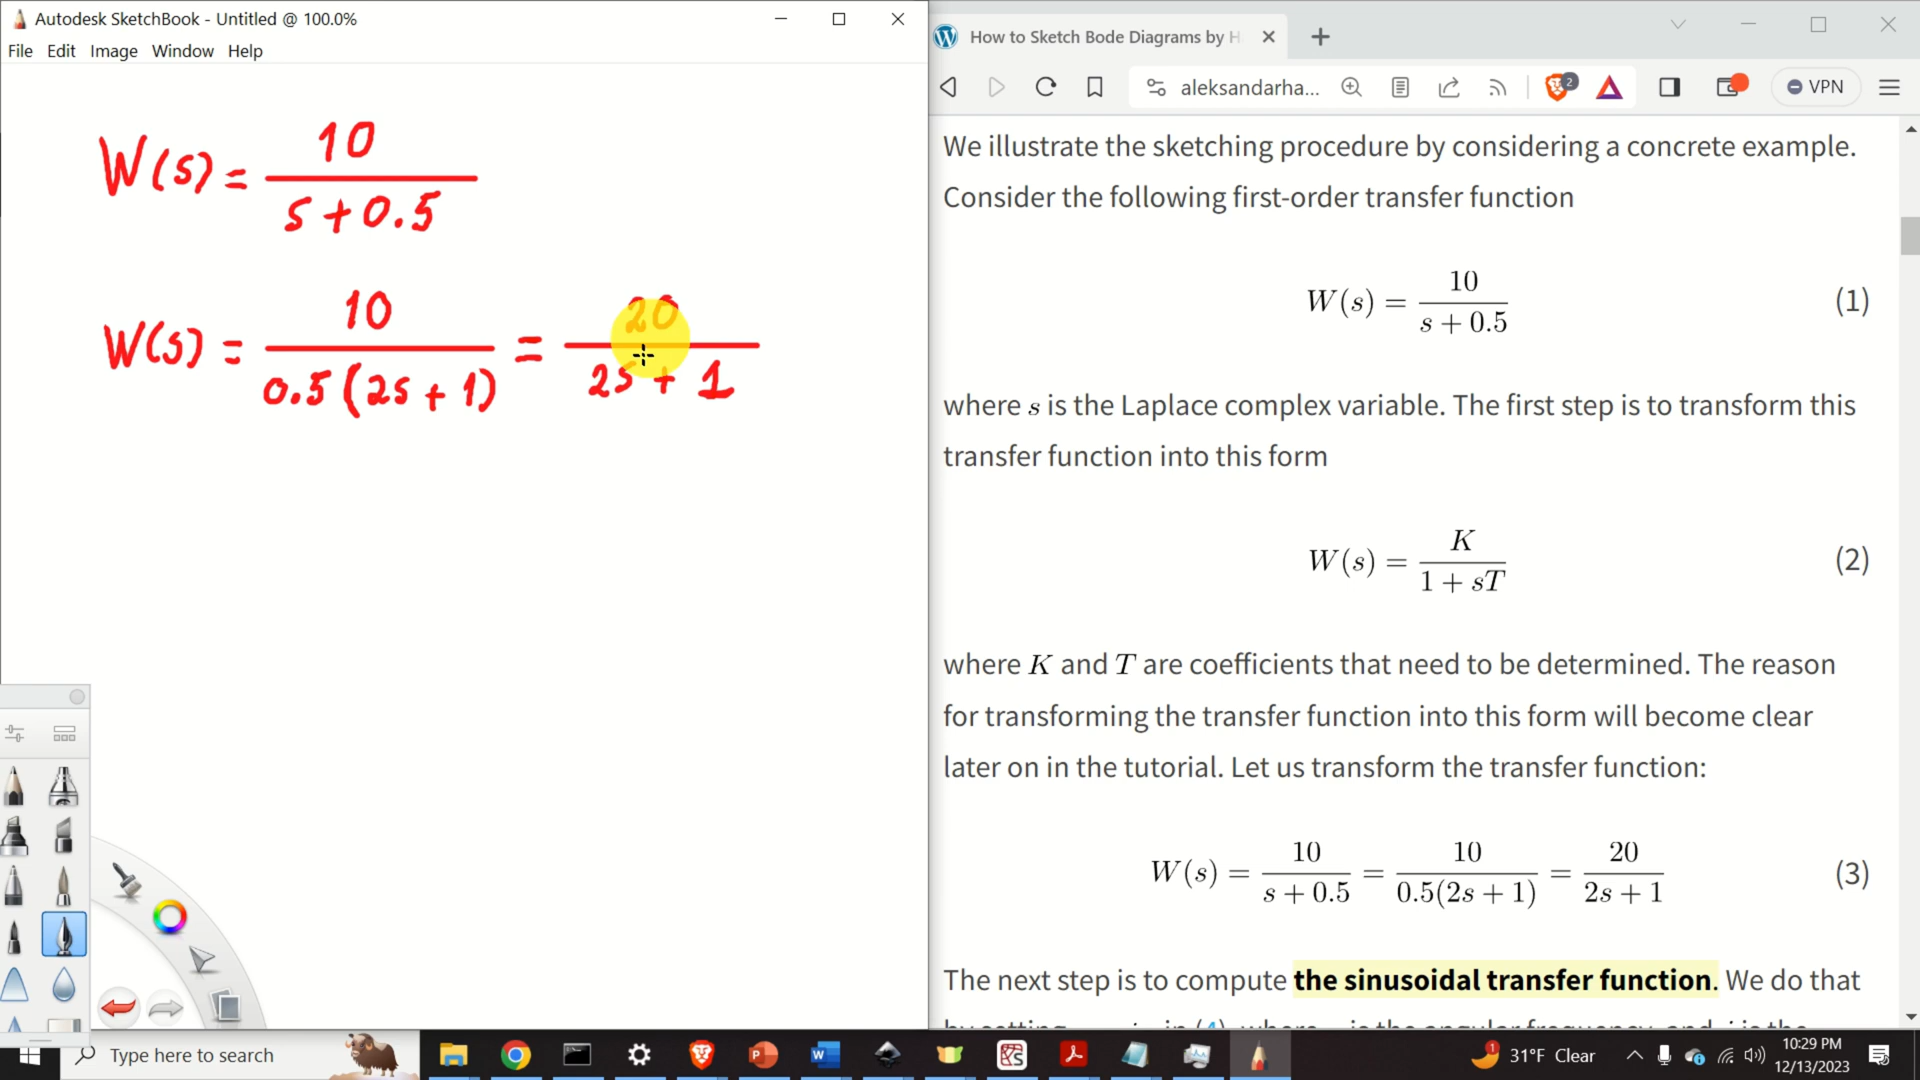 Autodesk SketchBook - Untitled @ 100.0%
File Edit Image Window Help
W(s) = 10 / s + 0.5
W(s) = 10 / 0.5(2s + 1) = 20 / 2s + 1
How to Sketch Bode Diagrams by H
aleksandarha...
2
VPN
We illustrate the sketching procedure by considering a concrete example.
Consider the following first-order transfer function
W(s) = 10 / s + 0.5 (1)
where s is the Laplace complex variable. The first step is to transform this
transfer function into this form
W(s) = K / 1 + sT (2)
where K and T are coefficients that need to be determined. The reason
for transforming the transfer function into this form will become clear
later on in the tutorial. Let us transform the transfer function:
W(s) = 10 / s + 0.5 = 10 / 0.5(2s + 1) = 20 / 2s + 1 (3)
The next step is to compute the sinusoidal transfer function. We do that
Type here to search
1
31°F Clear
10:29 PM
12/13/2023